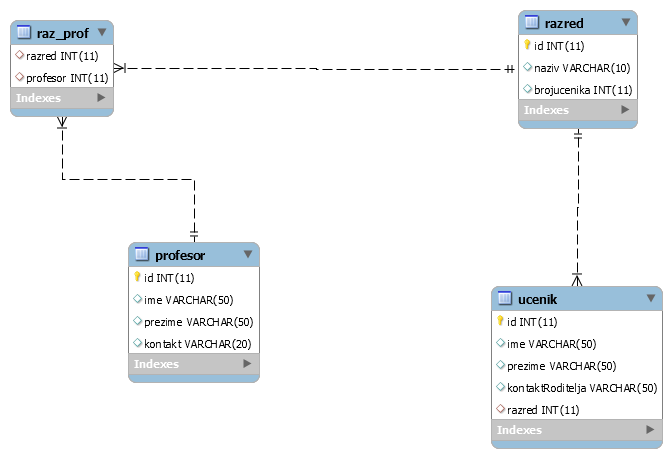 raz_prof
razred INT(11)
profesor INT(11)
Indexes
razred
id INT(11)
naziv VARCHAR(10)
brojucenika INT(11)
Indexes
profesor
id INT(11)
ime VARCHAR(50)
prezime VARCHAR(50)
kontakt VARCHAR(20)
Indexes
ucenik
id INT(11)
ime VARCHAR(50)
prezime VARCHAR(50)
kontaktRoditelja VARCHAR(50)
razred INT(11)
Indexes